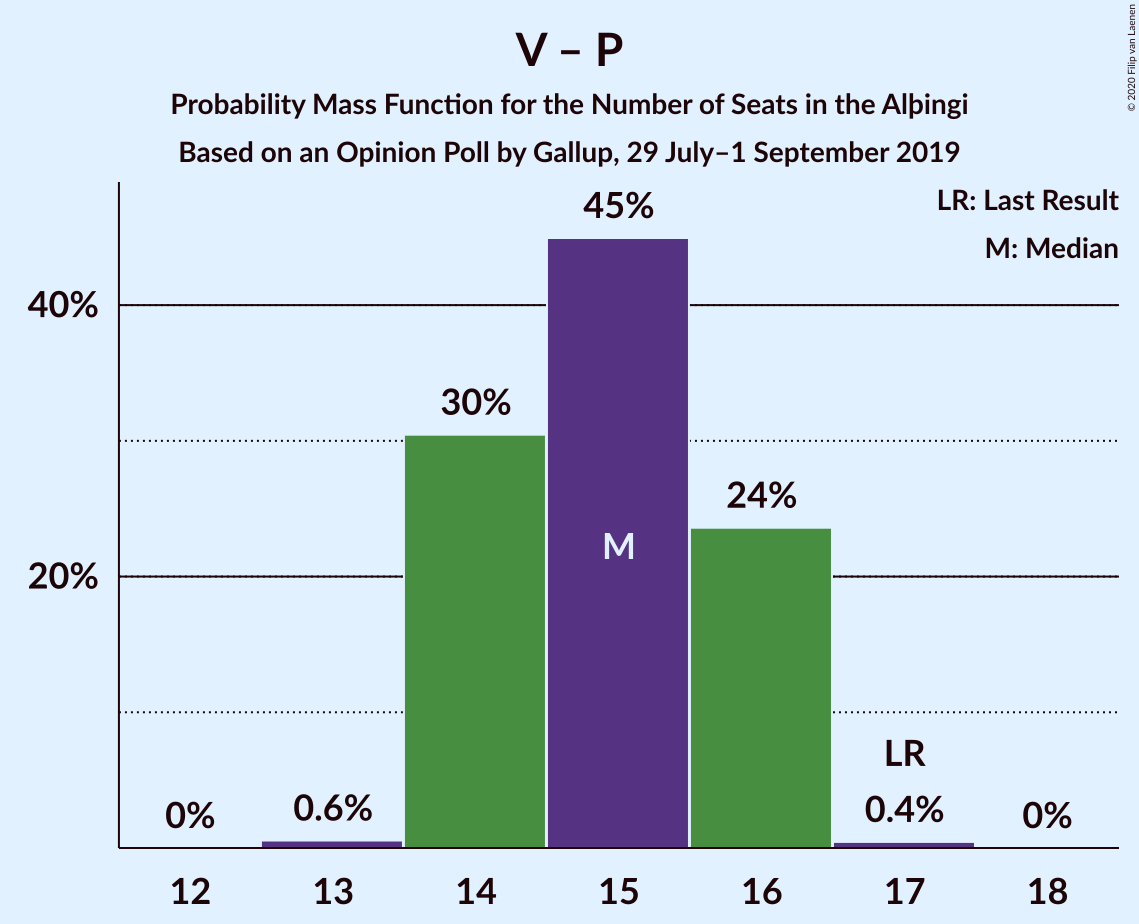 V – P
Probability Mass Function for the Number of Seats in the Alþingi
Based on an Opinion Poll by Gallup, 29 July–1 September 2019
© 2020 Filip van Laenen
LR: Last Result
M: Median
45%
40%
30%
24%
M
20%
LR
0%
0.6%
0.4%
0%
12
13
14
15
16
17
18